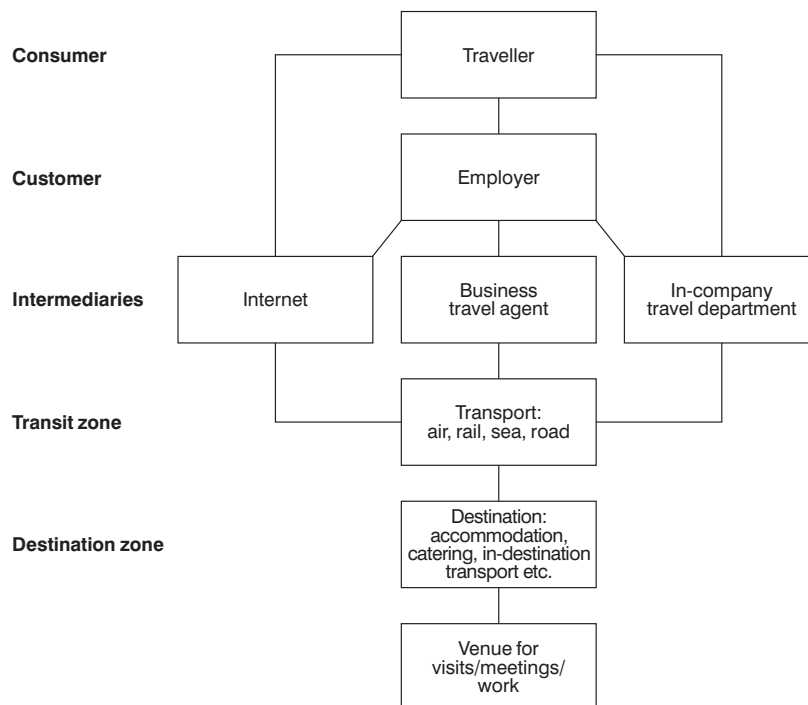 Consumer
Traveller
Customer
Employer
Intermediaries
Internet
Business
travel agent
In-company
travel department
Transit zone
Transport:
air, rail, sea, road
Destination zone
Destination:
accommodation,
catering, in-destination
transport etc.
Venue for
visits/meetings/
work